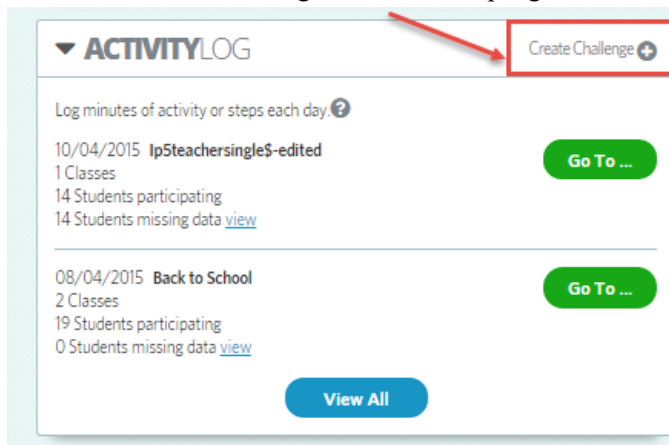 ACTIVITYLOG
Create Challenge
Log minutes of activity or steps each day.
10/04/2015 lp5teachersingle$-edited
Go To ...
1 Classes
14 Students participating
14 Students missing data view
08/04/2015 Back to School
Go To ...
2 Classes
19 Students participating
0 Students missing data view
View All